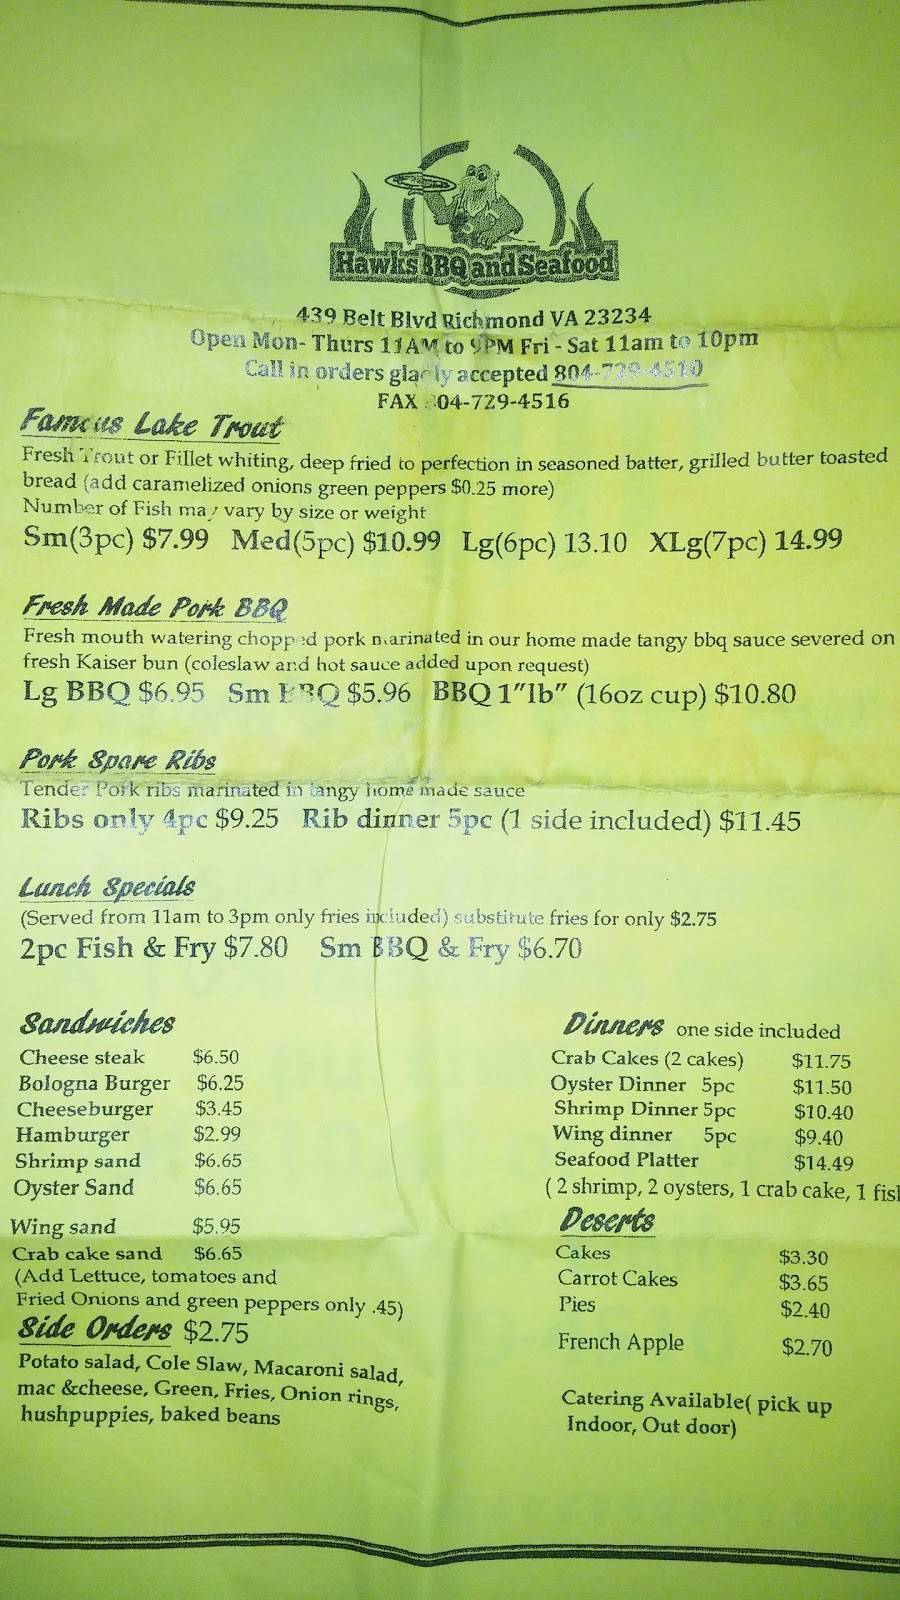 Hawks BBQ and Seafood
439 Belt Blvd Richmond VA 23234
Open Mon- Thurs 11AM to 9PM Fri - Sat 11am to 10pm
Call in orders gladly accepted 804-729-4510
FAX 804-729-4516
Famous Lake Trout
Fresh Trout or Fillet whiting, deep fried to perfection in seasoned batter, grilled butter toasted
bread (add caramelized onions green peppers $0.25 more)
Number of Fish may vary by size or weight
Sm(3pc) $7.99 Med(5pc) $10.99 Lg(6pc) 13.10 XLg(7pc) 14.99
Fresh Made Pork BBQ
Fresh mouth watering chopped pork marinated in our home made tangy bbq sauce severed on
fresh Kaiser bun (coleslaw and hot sauce added upon request)
Lg BBQ $6.95 Sm BBQ $5.96 BBQ 1"lb" (16oz cup) $10.80
Pork Spare Ribs
Tender Pork ribs marinated in tangy home made sauce
Ribs only 4pc $9.25 Rib dinner 5pc (1 side included) $11.45
Lunch Specials
(Served from 11am to 3pm only fries included) substitute fries for only $2.75
2pc Fish & Fry $7.80 Sm BBQ & Fry $6.70
Sandwiches
Cheese steak $6.50
Bologna Burger $6.25
Cheeseburger $3.45
Hamburger $2.99
Shrimp sand $6.65
Oyster Sand $6.65
Wing sand $5.95
Crab cake sand $6.65
(Add Lettuce, tomatoes and
Fried Onions and green peppers only .45)
Side Orders $2.75
Potato salad, Cole Slaw, Macaroni salad,
mac &cheese, Green, Fries, Onion rings,
hushpuppies, baked beans
Dinners one side included
Crab Cakes (2 cakes) $11.75
Oyster Dinner 5pc $11.50
Shrimp Dinner 5pc $10.40
Wing dinner 5pc $9.40
Seafood Platter $14.49
( 2 shrimp, 2 oysters, 1 crab cake, 1 fish
Deserts
Cakes $3.30
Carrot Cakes $3.65
Pies $2.40
French Apple $2.70
Catering Available( pick up
Indoor, Out door)